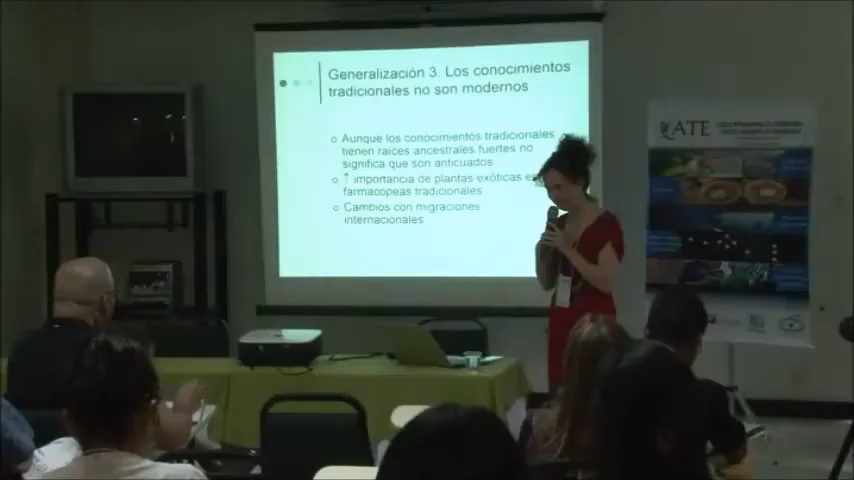 Generalización 3. Los conocimientos
tradicionales no son modernos
Aunque los conocimientos tradicionales
tienen raíces ancestrales fuertes no
significa que son anticuados
↑ importancia de plantas exóticas
farmacopeas tradicionales
Cambios con migraciones
internacionales
ATE